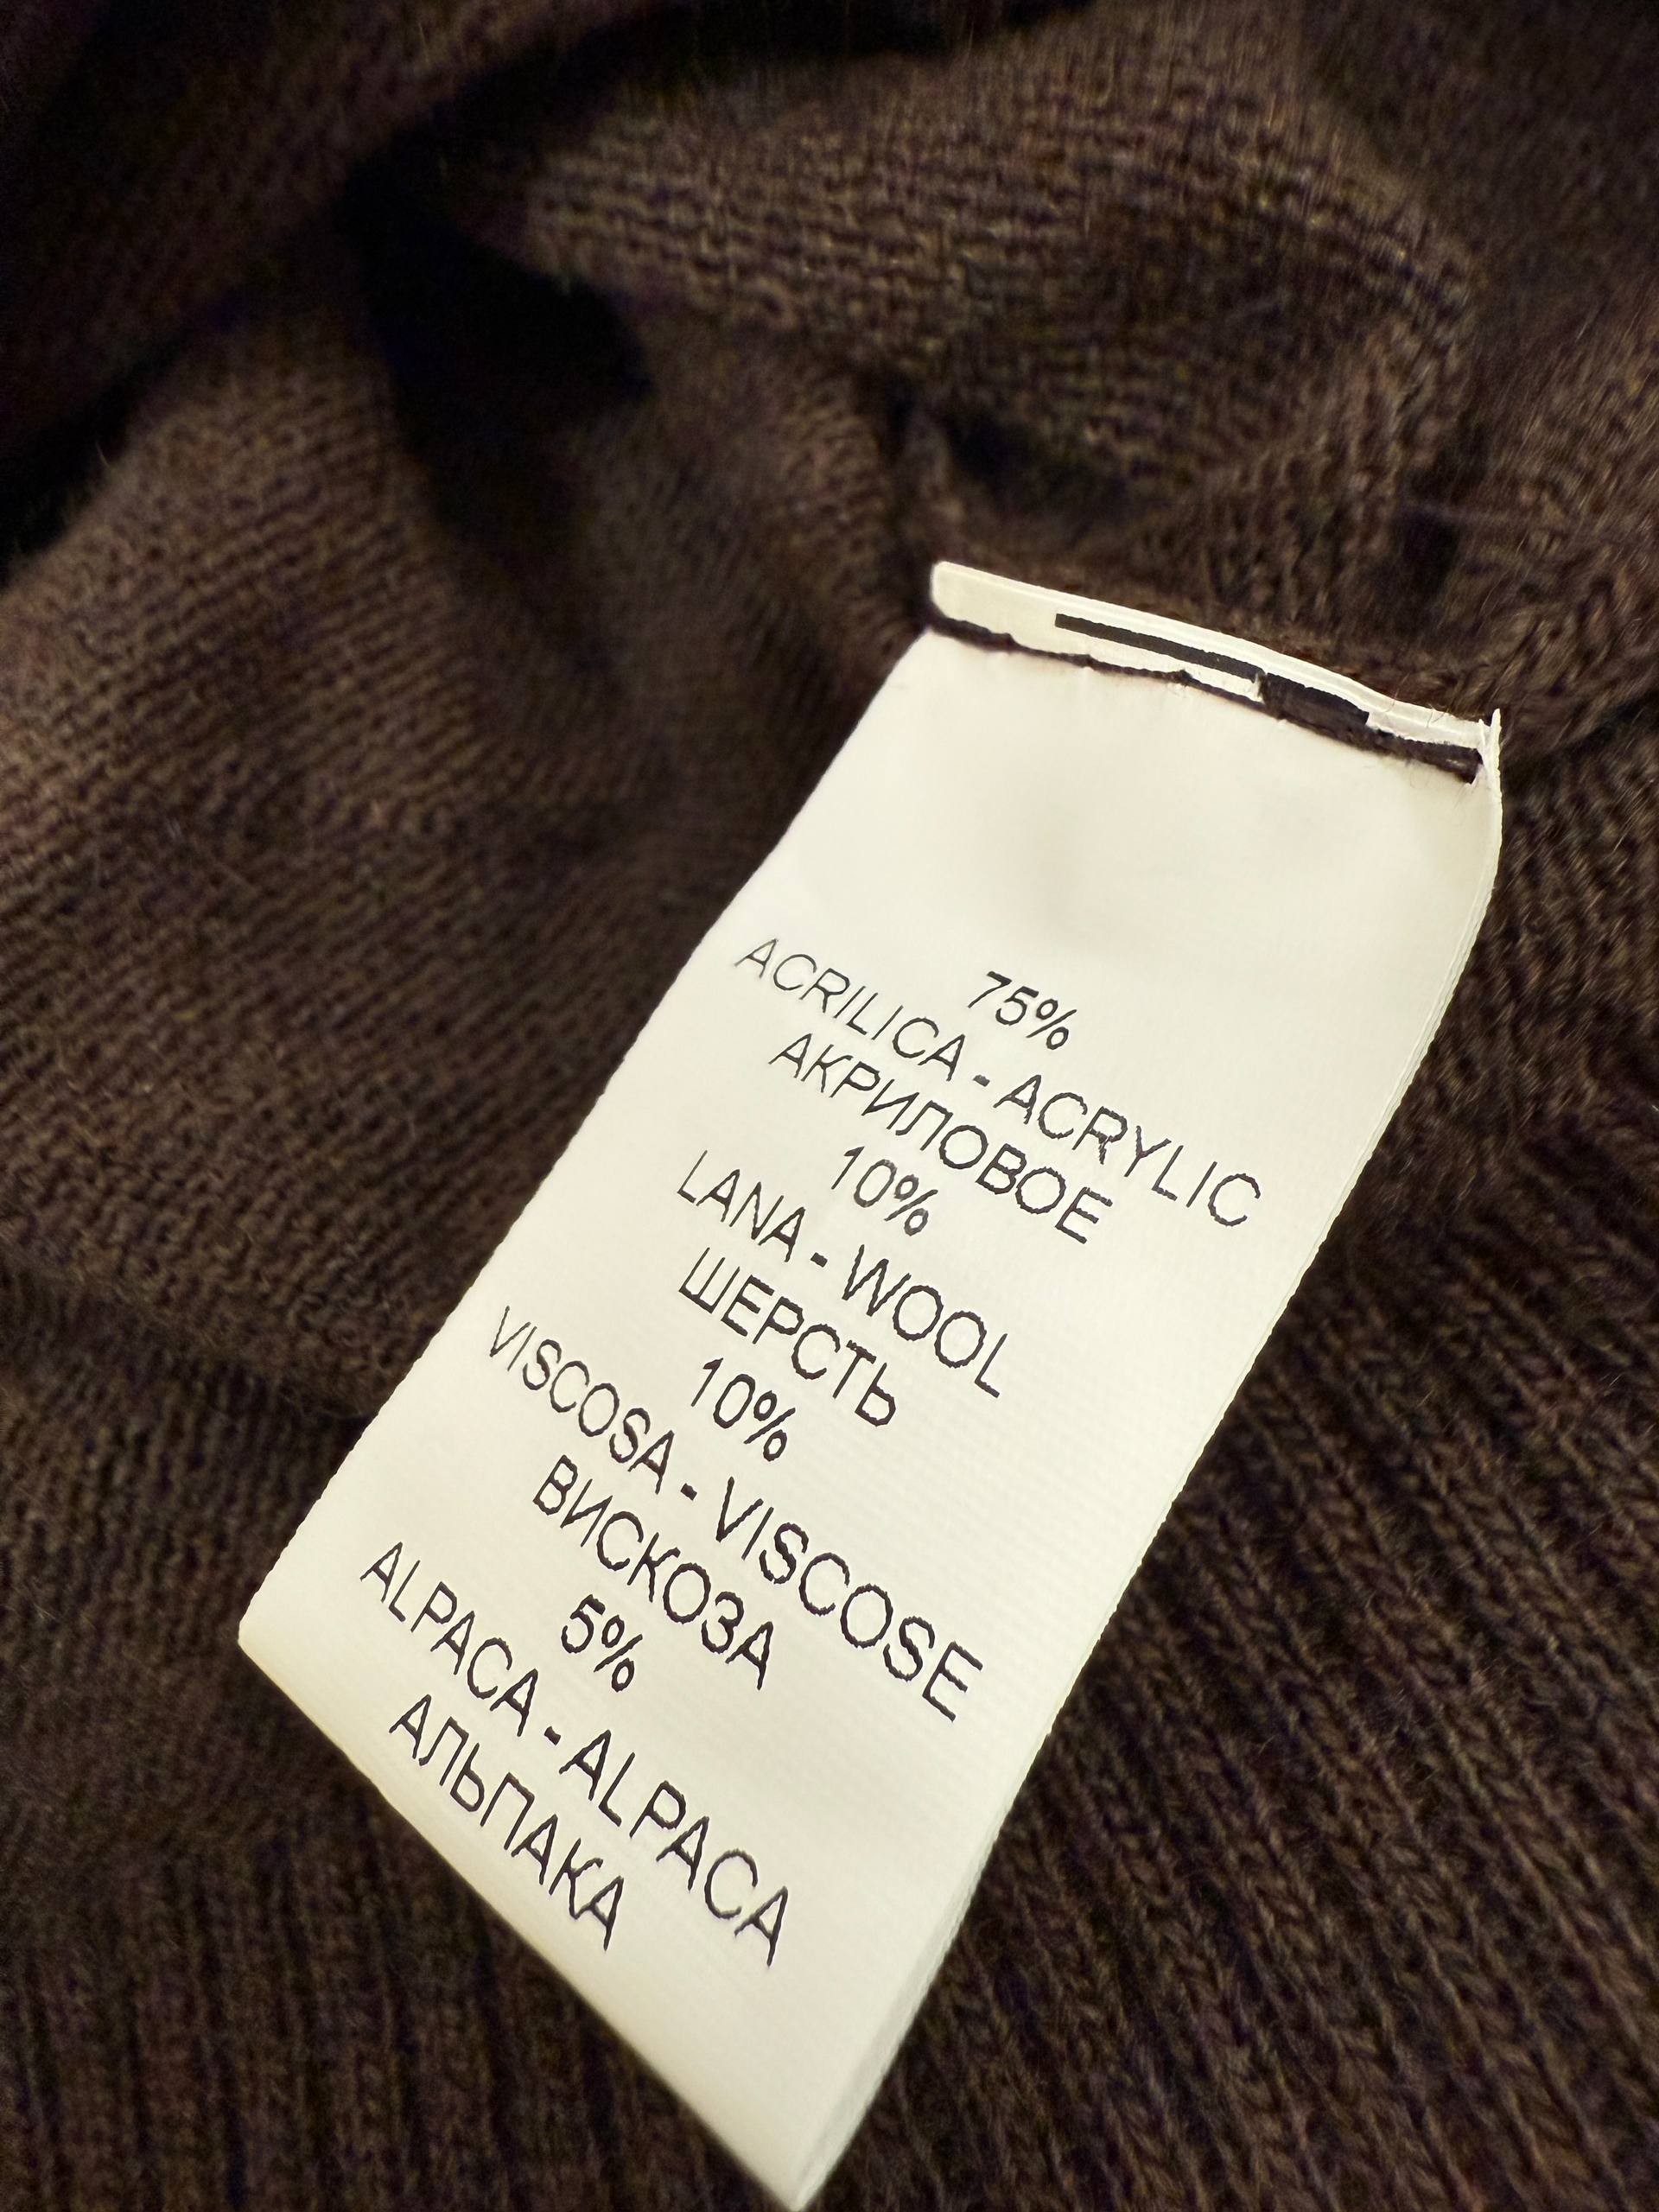 75%
ACRILICA - ACRYLIC
АКРИЛОВОЕ
10%
LANA - WOOL
ШЕРСТЬ
10%
VISCOSA - VISCOSE
ВИСКОЗА
5%
ALPACA - ALPACA
АЛЬПАКА